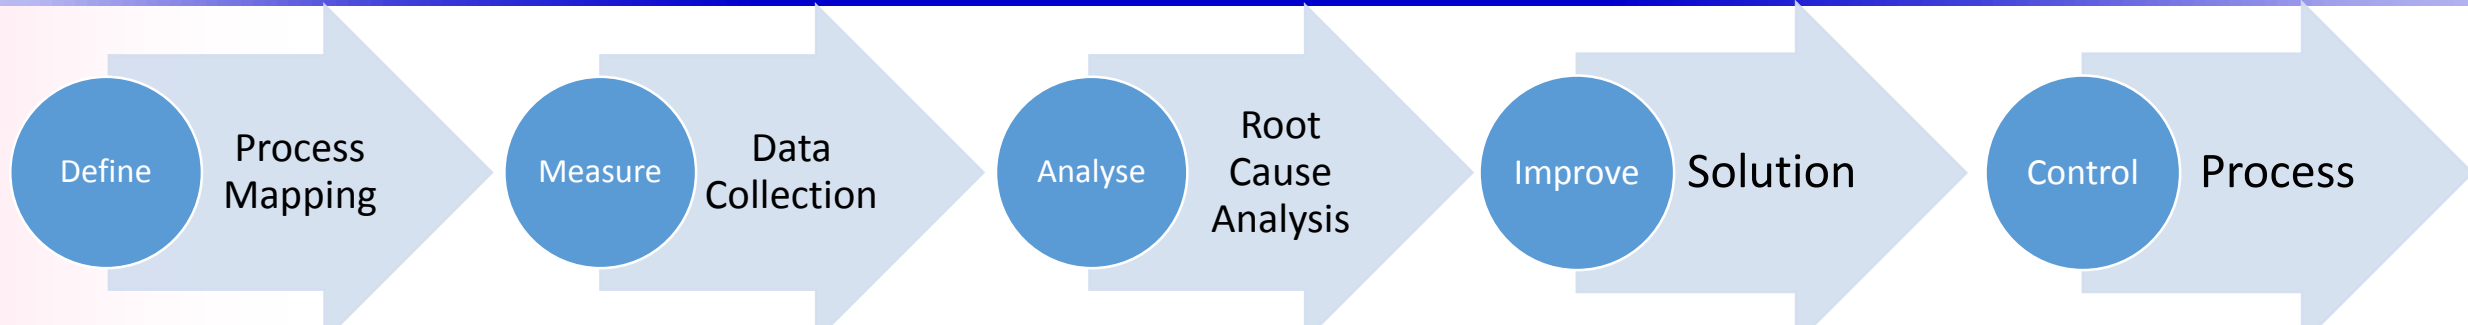 Define
Process
Mapping
Measure
Data
Collection
Analyse
Root
Cause
Analysis
Improve
Solution
Control
Process